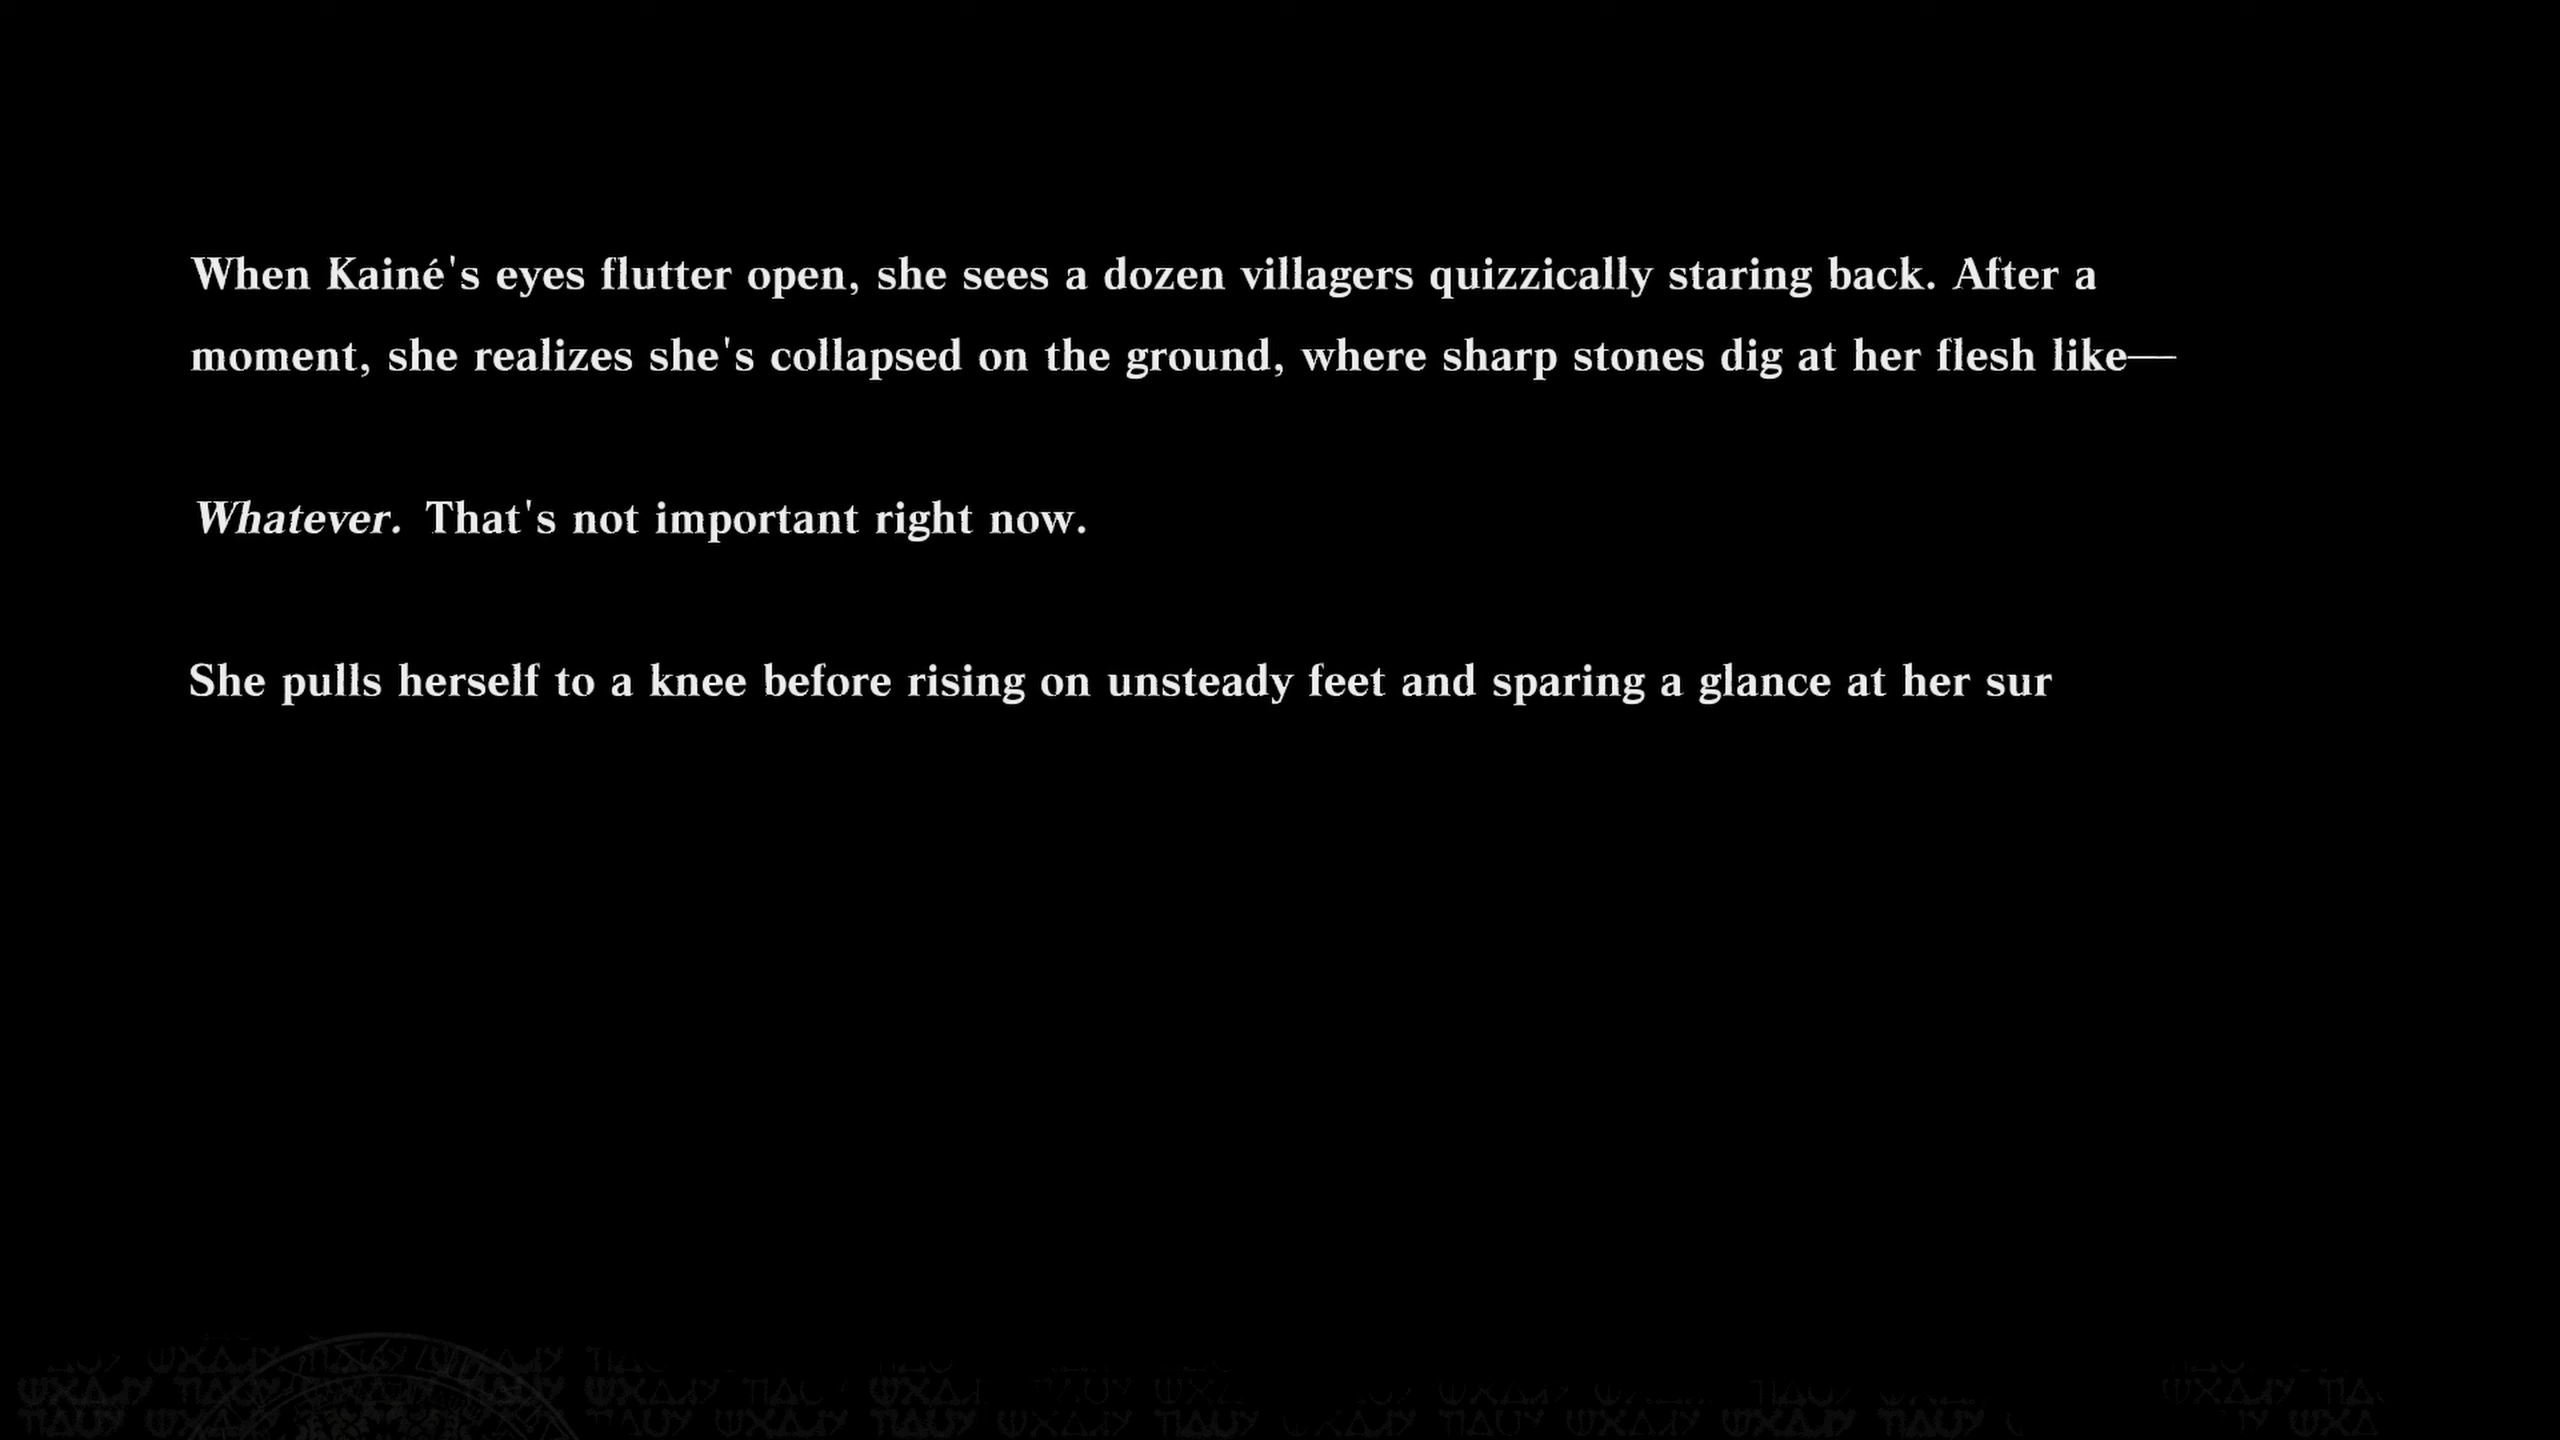 When Kainé's eyes flutter open, she sees a dozen villagers quizzically staring back. After a
moment, she realizes she's collapsed on the ground, where sharp stones dig at her flesh like—
Whatever. That's not important right now.
She pulls herself to a knee before rising on unsteady feet and sparing a glance at her sur